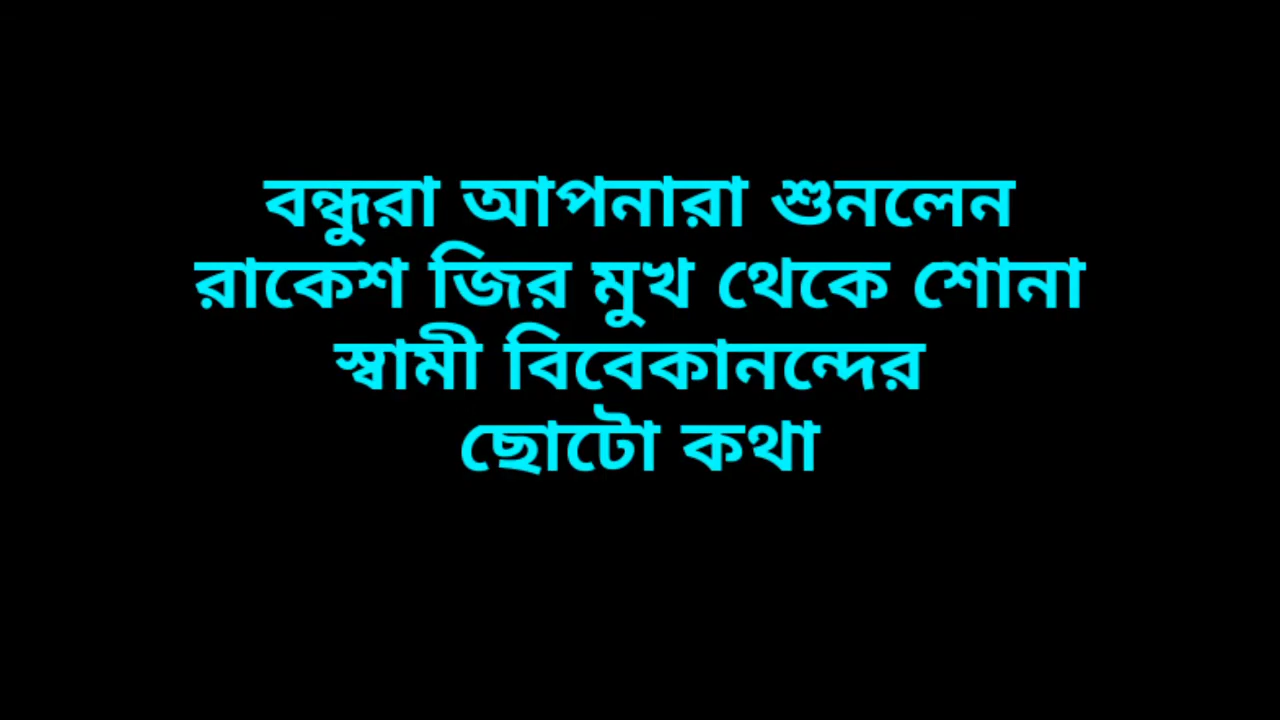 বন্ধুরা আপনারা শুনলেন
রাকেশ জির মুখ থেকে শোনা
স্বামী বিবেকানন্দের
ছোটো কথা